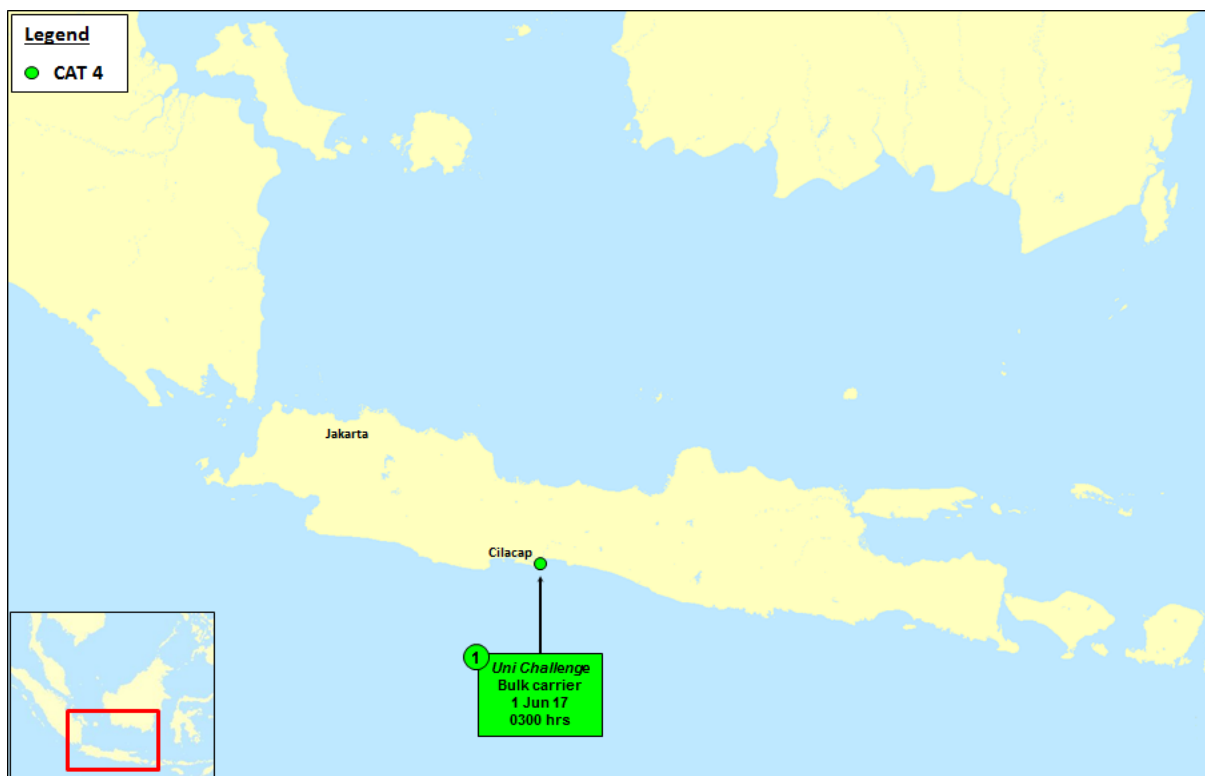 Legend
CAT 4
Jakarta
Cilacap
1
Uni Challenge
Bulk carrier
1 Jun 17
0300 hrs